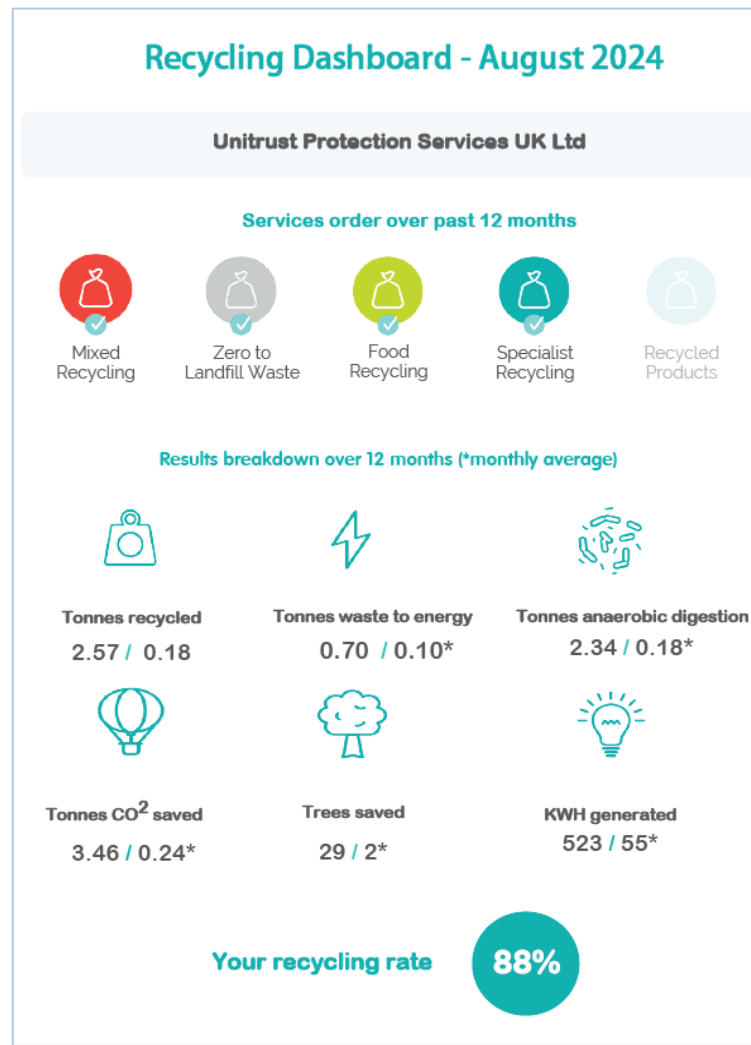 Recycling Dashboard - August 2024
Unitrust Protection Services UK Ltd
Services order over past 12 months
Mixed
Recycling
Zero to
Landfill Waste
Food
Recycling
Specialist
Recycling
Recycled
Products
Results breakdown over 12 months (*monthly average)
Tonnes recycled
2.57 / 0.18
Tonnes waste to energy
0.70 / 0.10*
Tonnes anaerobic digestion
2.34 / 0.18*
Tonnes CO² saved
3.46 / 0.24*
Trees saved
29 / 2*
KWH generated
523 / 55*
Your recycling rate
88%